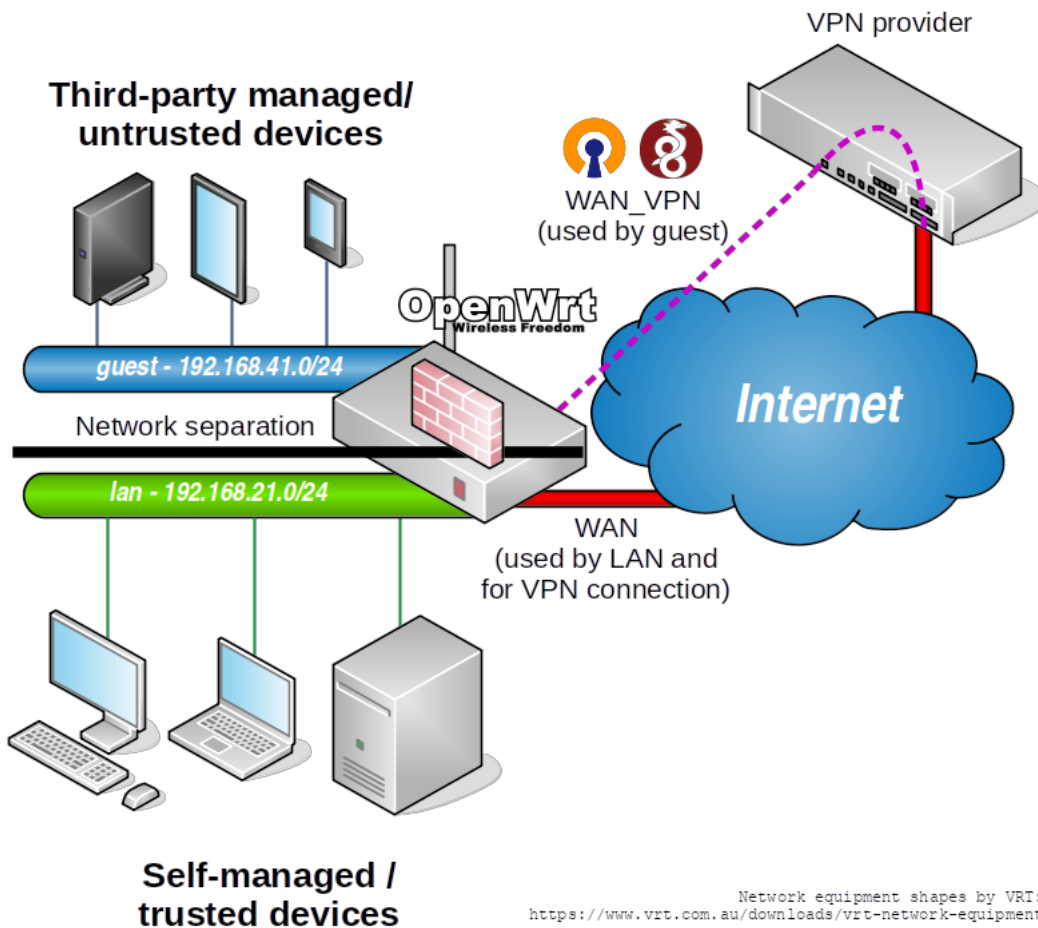 VPN provider
Third-party managed/
untrusted devices
WAN_VPN
(used by guest)
OpenWrt
Wireless Freedom
guest - 192.168.41.0/24
Internet
Network separation
lan - 192.168.21.0/24
WAN
(used by LAN and
for VPN connection)
Self-managed /
trusted devices
Network equipment shapes by VRT:
https://www.vrt.com.au/downloads/vrt-network-equipment